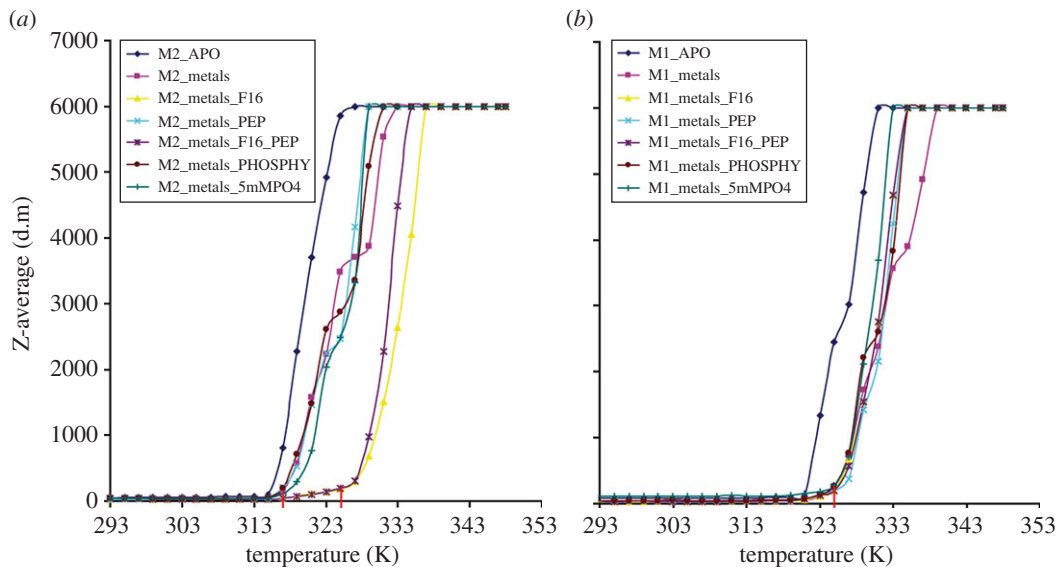 (a)
7000
6000
5000
4000
3000
2000
1000
0
Z-average (d.m)
M2_APO
M2_metals
M2_metals_F16
M2_metals_PEP
M2_metals_F16_PEP
M2_metals_PHOSPHY
M2_metals_5mMPO4
293 303 313 323 333 343 353
temperature (K)
(b)
M1_APO
M1_metals
M1_metals_F16
M1_metals_PEP
M1_metals_F16_PEP
M1_metals_PHOSPHY
M1_metals_5mMPO4
293 303 313 323 333 343 353
temperature (K)